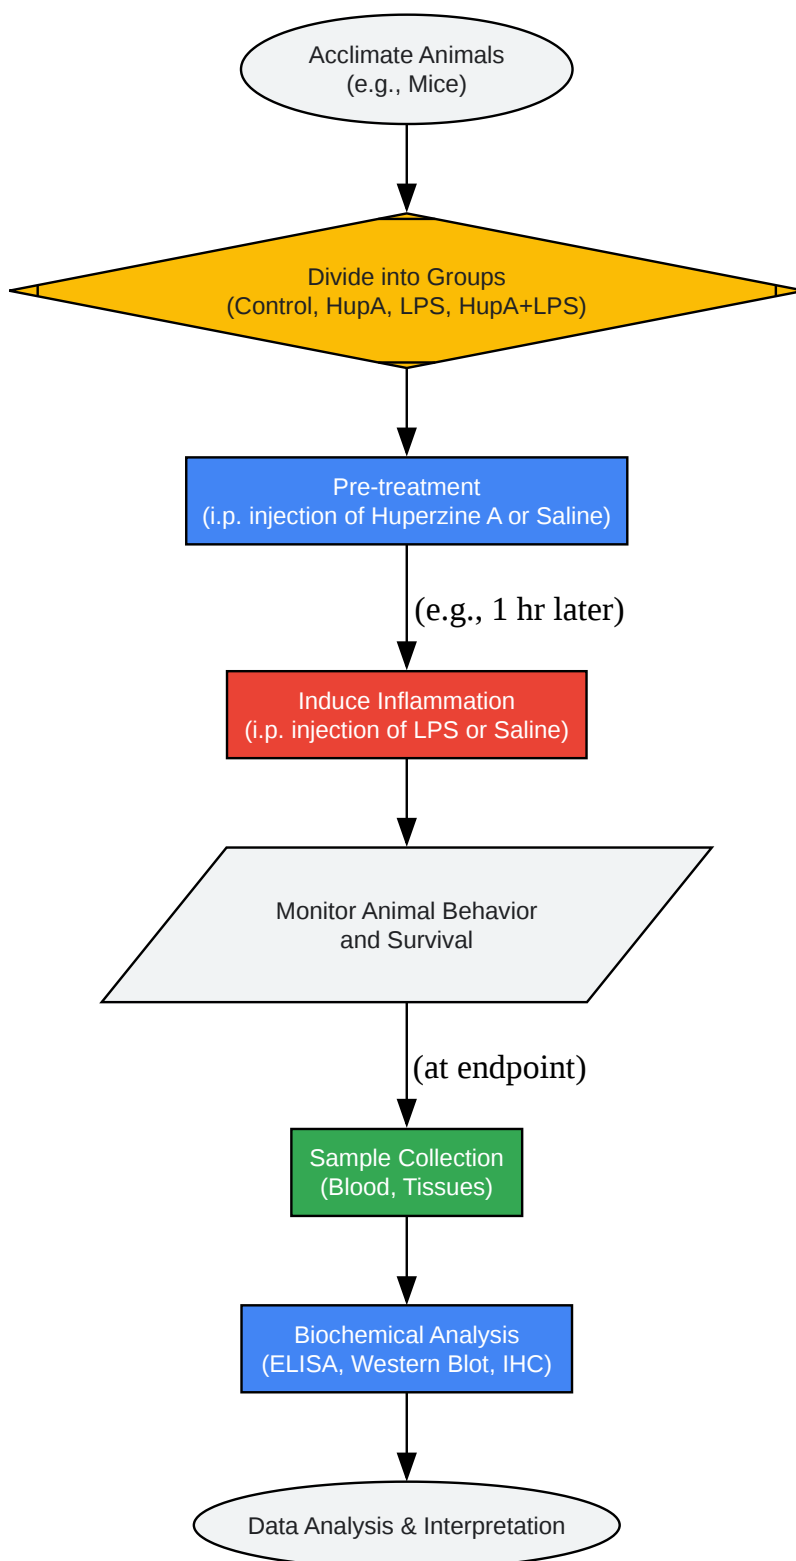 Acclimate Animals
(e.g., Mice)
Divide into Groups
(Control, HupA, LPS, HupA+LPS)
Pre-treatment
(i.p. injection of Huperzine A or Saline)
(e.g., 1 hr later)
Induce Inflammation
(i.p. injection of LPS or Saline)
Monitor Animal Behavior
and Survival
(at endpoint)
Sample Collection
(Blood, Tissues)
Biochemical Analysis
(ELISA, Western Blot, IHC)
Data Analysis & Interpretation